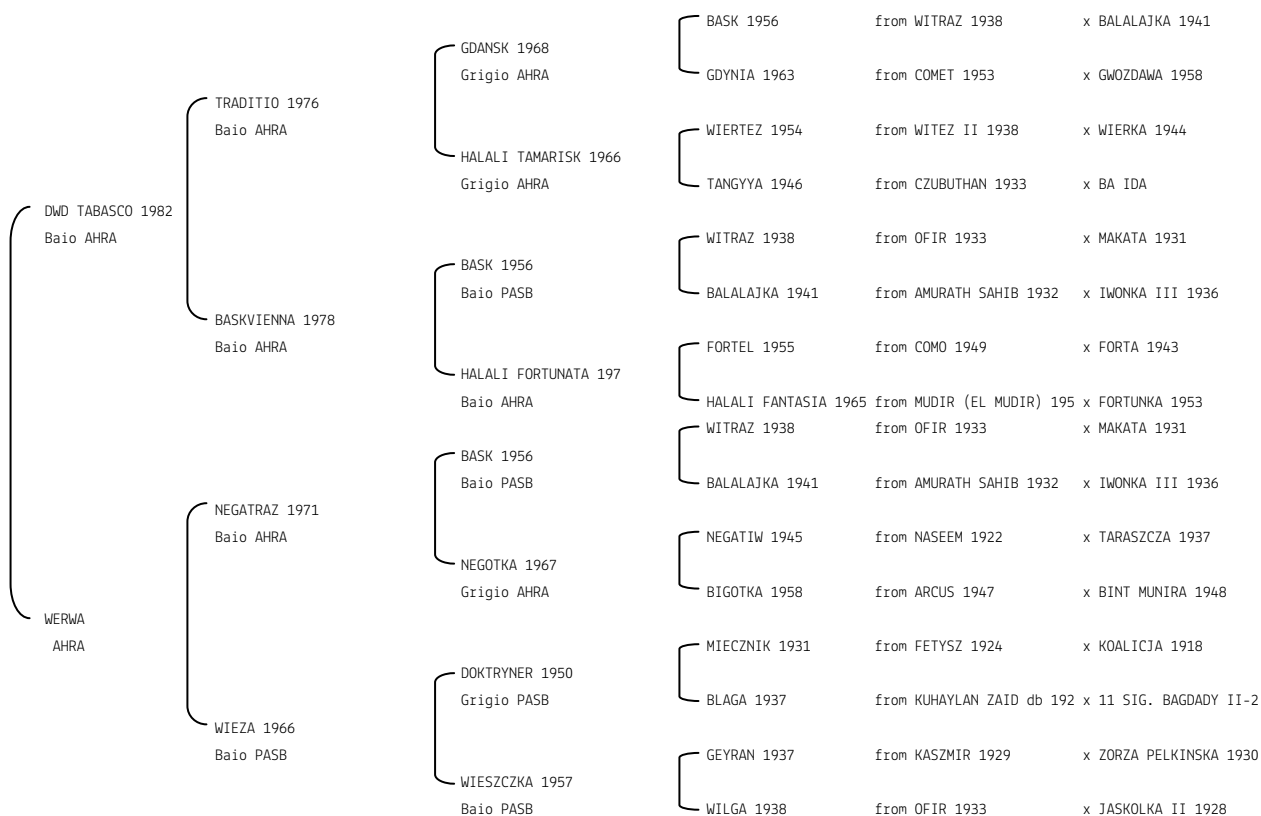 BASK 1956 from WITRAZ 1938 x BALALAJKA 1941
GDANSK 1968
Grigio AHRA GDYNIA 1963 from COMET 1953 x GWOZDAWA 1958
TRADITIO 1976
Baio AHRA WIERTEZ 1954 from WITEZ II 1938 x WIERKA 1944
HALALI TAMARISK 1966
Grigio AHRA TANGYYA 1946 from CZUBUTHAN 1933 x BA IDA
DWD TABASCO 1982
Baio AHRA WITRAZ 1938 from OFIR 1933 x MAKATA 1931
BASK 1956
Baio PASB BALALAJKA 1941 from AMURATH SAHIB 1932 x IWONKA III 1936
BASKVIENNA 1978
Baio AHRA FORTEL 1955 from COMO 1949 x FORTA 1943
HALALI FORTUNATA 197
Baio AHRA HALALI FANTASIA 1965 from MUDIR (EL MUDIR) 195 x FORTUNKA 1953
WITRAZ 1938 from OFIR 1933 x MAKATA 1931
BASK 1956
Baio PASB BALALAJKA 1941 from AMURATH SAHIB 1932 x IWONKA III 1936
NEGATRAZ 1971
Baio AHRA NEGATIW 1945 from NASEEM 1922 x TARASZCZA 1937
NEGOTKA 1967
Grigio AHRA BIGOTKA 1958 from ARCUS 1947 x BINT MUNIRA 1948
WERWA
AHRA MIECZNIK 1931 from FETYSZ 1924 x KOALICJA 1918
DOKTRYNER 1950
Grigio PASB BLAGA 1937 from KUHAYLAN ZAID db 192 x 11 SIG. BAGDADY II-2
WIEZA 1966
Baio PASB GEYRAN 1937 from KASZMIR 1929 x ZORZA PELKINSKA 1930
WIESZCZKA 1957
Baio PASB WILGA 1938 from OFIR 1933 x JASKOLKA II 1928